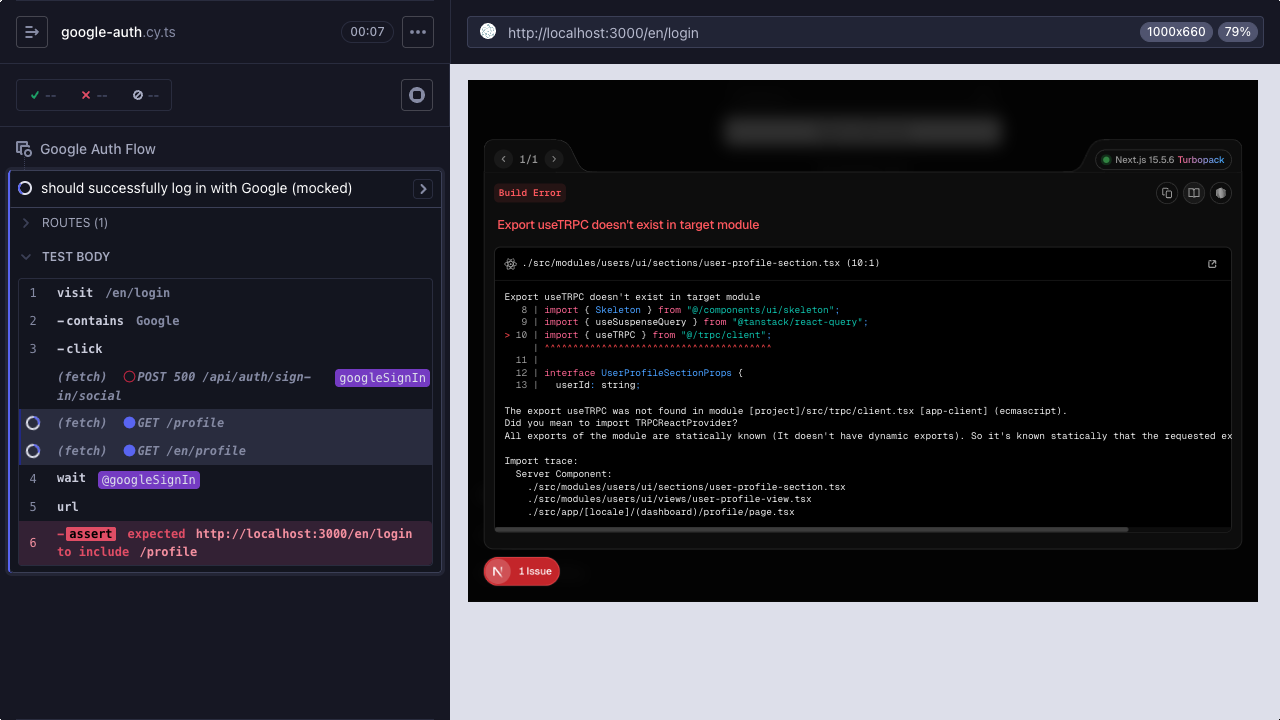 google-auth.cy.ts
00:07
http://localhost:3000/en/login
1000x660
79%
--
--
--
Google Auth Flow
should successfully log in with Google (mocked)
ROUTES (1)
TEST BODY
1 visit /en/login
2 -contains Google
3 -click
(fetch) POST 500 /api/auth/sign-in/social googleSignIn
(fetch) GET /profile
(fetch) GET /en/profile
4 wait @googleSignIn
5 url
6 -assert expected http://localhost:3000/en/login
to include /profile
1/1
Next.js 15.5.6 Turbopack
Build Error
Export useTRPC doesn't exist in target module
./src/modules/users/ui/sections/user-profile-section.tsx (10:1)
Export useTRPC doesn't exist in target module
8 | import { Skeleton } from "@/components/ui/skeleton";
9 | import { useSuspenseQuery } from "@tanstack/react-query";
> 10 | import { useTRPC } from "@/trpc/client";
| ^^^^^^^^^^^^^^^^^^^^^^^^^^^^^^^^^^^^^^^^
11 |
12 | interface UserProfileSectionProps {
13 | userId: string;
The export useTRPC was not found in module [project]/src/trpc/client.tsx [app-client] (ecmascript).
Did you mean to import TRPCReactProvider?
All exports of the module are statically known (It doesn't have dynamic exports). So it's known statically that the requested ex
Import trace:
Server Component:
./src/modules/users/ui/sections/user-profile-section.tsx
./src/modules/users/ui/views/user-profile-view.tsx
./src/app/[locale]/(dashboard)/profile/page.tsx
N 1 Issue